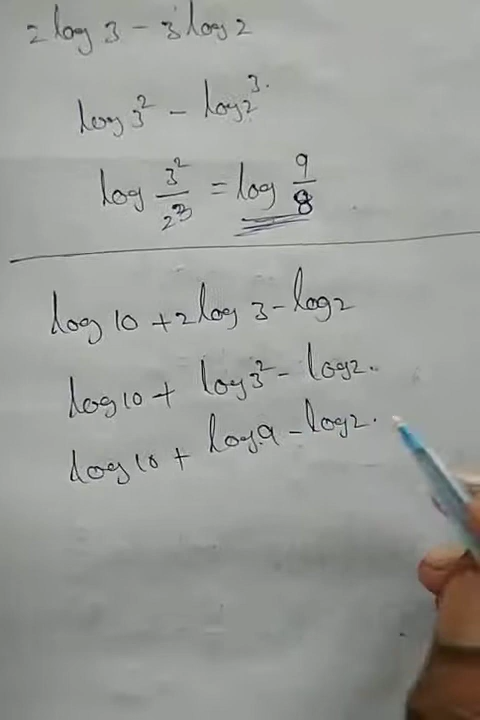 2 log 3 - 3 log 2
log 3² - log 2³.
log 3²/2³ = log 9/8
log 10 + 2 log 3 - log 2
log 10 + log 3² - log 2.
log 10 + log 9 - log 2.